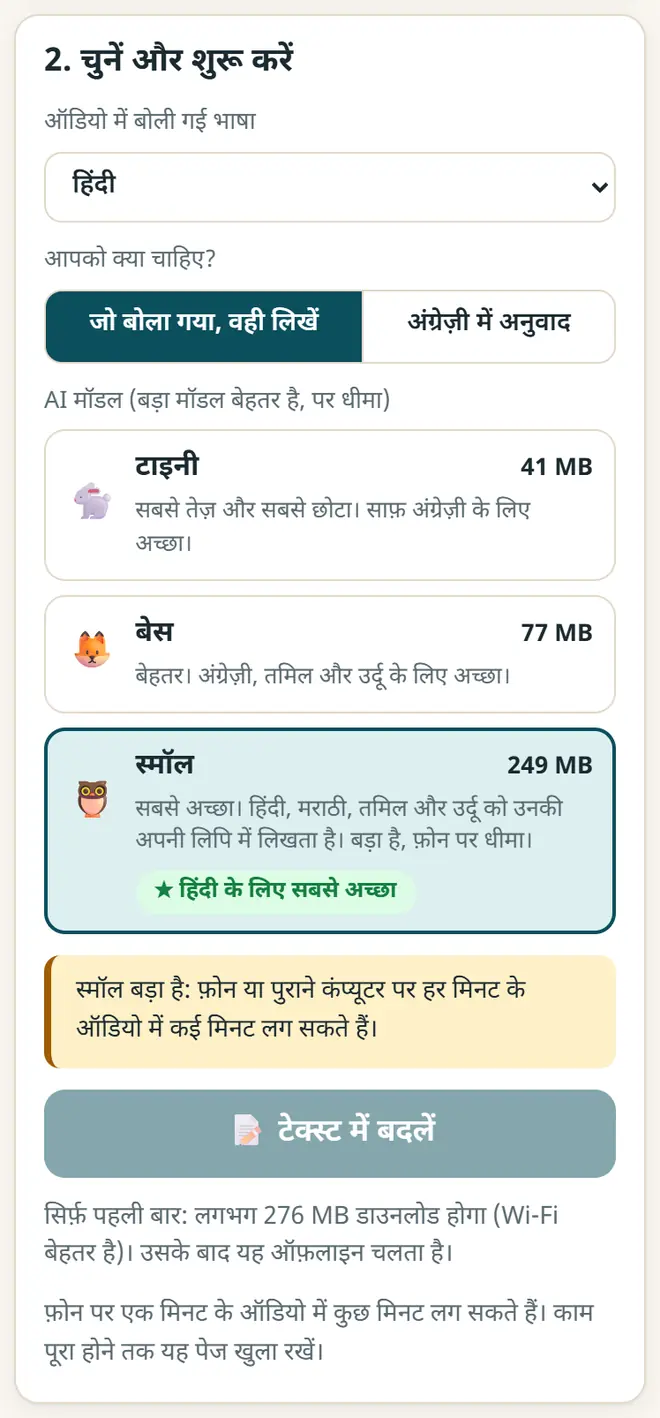 2. चुनें और शुरू करें
ऑडियो में बोली गई भाषा
हिंदी
आपको क्या चाहिए?
जो बोला गया, वही लिखें
अंग्रेज़ी में अनुवाद
AI मॉडल (बड़ा मॉडल बेहतर है, पर धीमा)
टाइनी 41 MB
सबसे तेज़ और सबसे छोटा। साफ़ अंग्रेज़ी के लिए
अच्छा।
बेस 77 MB
बेहतर। अंग्रेज़ी, तमिल और उर्दू के लिए अच्छा।
स्मॉल 249 MB
सबसे अच्छा। हिंदी, मराठी, तमिल और उर्दू को उनकी
अपनी लिपि में लिखता है। बड़ा है, फ़ोन पर धीमा।
★ हिंदी के लिए सबसे अच्छा
स्मॉल बड़ा है: फ़ोन या पुराने कंप्यूटर पर हर मिनट के
ऑडियो में कई मिनट लग सकते हैं।
टेक्स्ट में बदलें
सिर्फ़ पहली बार: लगभग 276 MB डाउनलोड होगा (Wi-Fi
बेहतर है)। उसके बाद यह ऑफ़लाइन चलता है।
फ़ोन पर एक मिनट के ऑडियो में कुछ मिनट लग सकते हैं। काम
पूरा होने तक यह पेज खुला रखें।